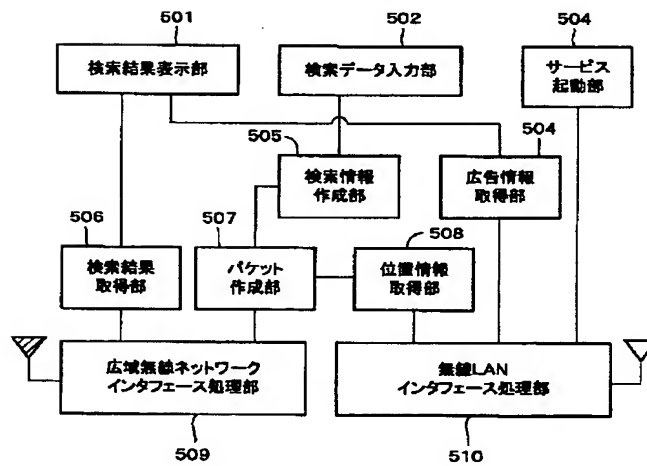 501
502
504
検索結果表示部
検索データ入力部
サービス
起動部
505
504
検索情報
作成部
広告情報
取得部
506
507
508
検索結果
取得部
パケット
作成部
位置情報
取得部
広域無線ネットワーク
インタフェース処理部
無線LAN
インタフェース処理部
509
510